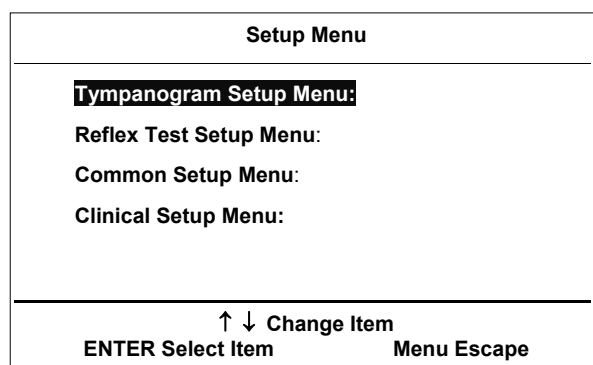 Setup Menu
Tympanogram Setup Menu:
Reflex Test Setup Menu:
Common Setup Menu:
Clinical Setup Menu:
↑ ↓ Change Item
ENTER Select Item Menu Escape